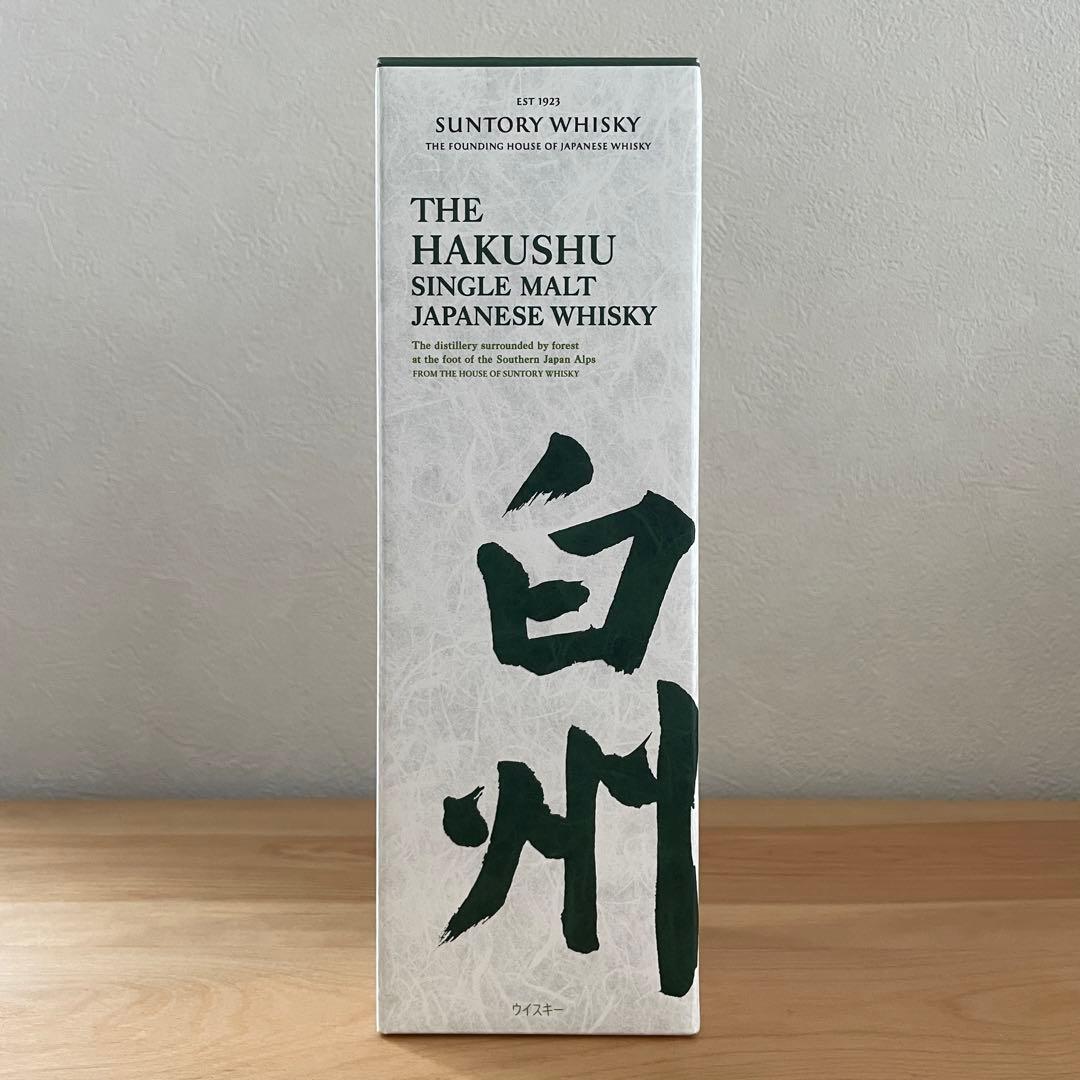 EST 1923
SUNTORY WHISKY
THE FOUNDING HOUSE OF JAPANESE WHISKY
THE
HAKUSHU
SINGLE MALT
JAPANESE WHISKY
The distillery surrounded by forest
at the foot of the Southern Japan Alps
FROM THE HOUSE OF SUNTORY WHISKY
白
州
ウイスキー